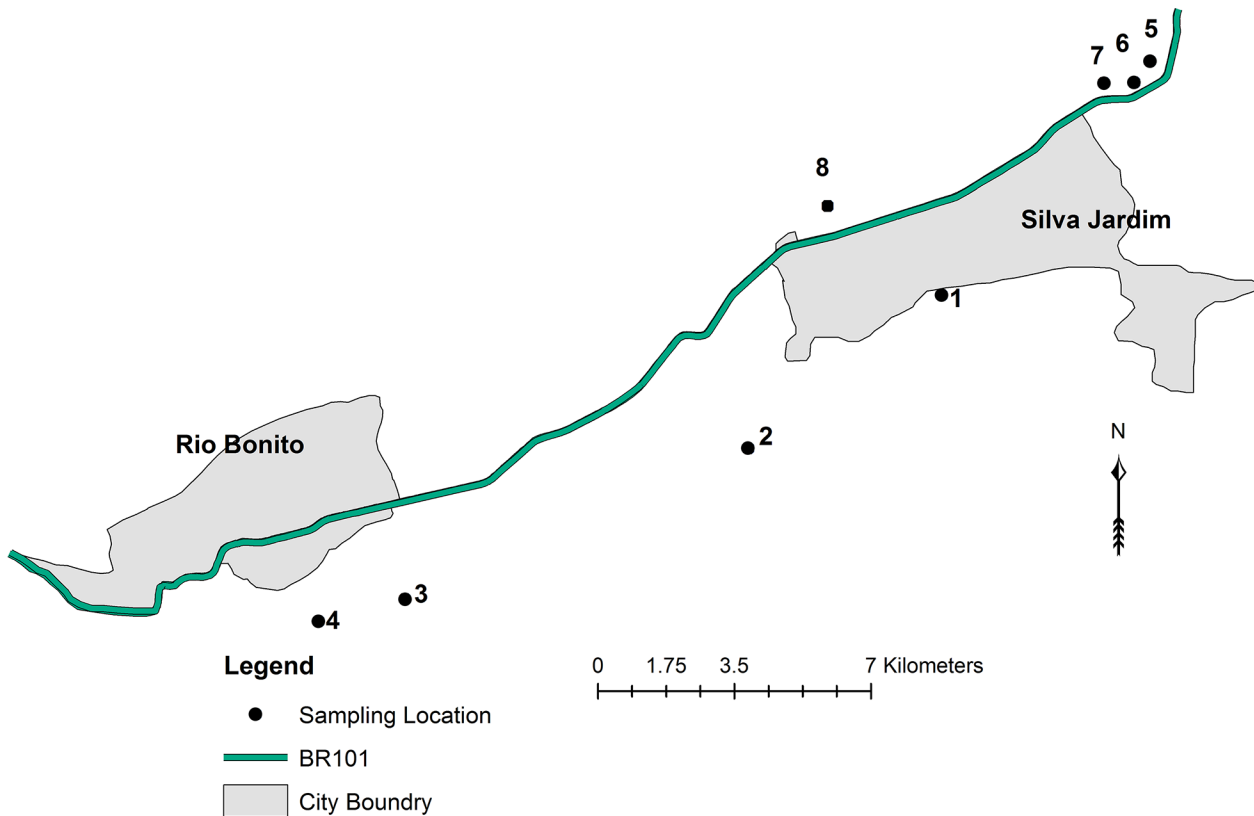 5
6
7
8
Silva Jardim
1
N
2
Rio Bonito
3
4
Legend
0 1.75 3.5 7 Kilometers
Sampling Location
BR101
City Boundry